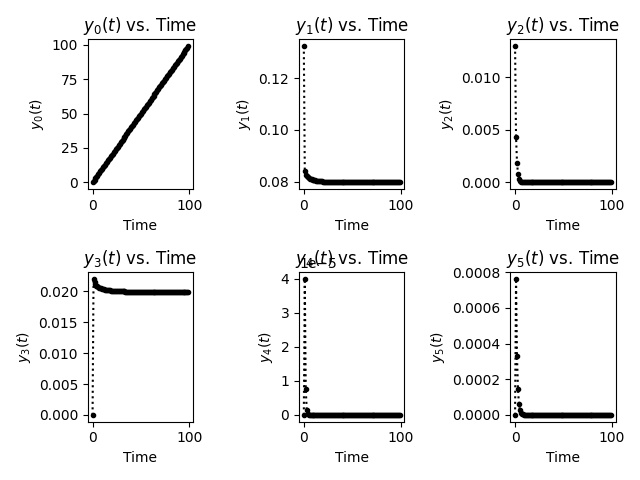 y₀(t) vs. Time
100
75
50
25
0
y₀(t)
0 100
Time
y₁(t) vs. Time
0.12
0.10
0.08
y₁(t)
0 100
Time
y₂(t) vs. Time
0.010
0.005
0.000
y₂(t)
0 100
Time
y₃(t) vs. Time
0.020
0.015
0.010
0.005
0.000
y₃(t)
0 100
Time
y₄(t) vs. Time
1e−5
4
3
2
1
0
y₄(t)
0 100
Time
y₅(t) vs. Time
0.0008
0.0006
0.0004
0.0002
0.0000
y₅(t)
0 100
Time